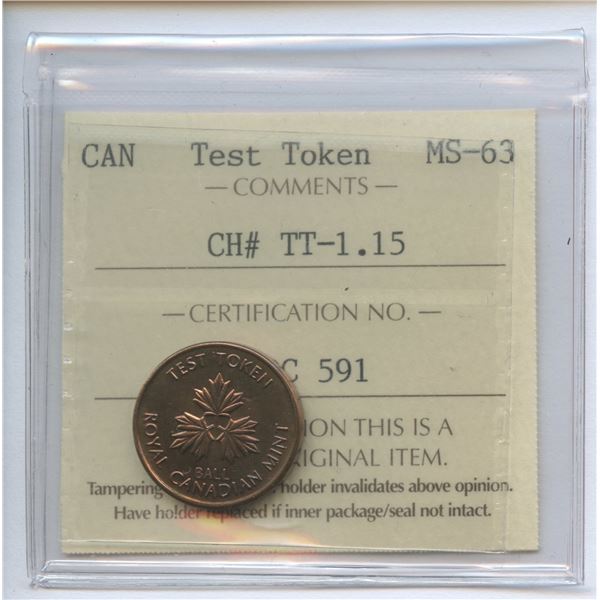 CAN Test Token MS-63
— COMMENTS —
CH# TT-1.15
— CERTIFICATION NO. —
C 591
ION THIS IS A
RIGINAL ITEM.
Tampering holder invalidates above opinion.
Have holder replaced if inner package/seal not intact.
TEST TOKEN
BALL
ROYAL CANADIAN MINT